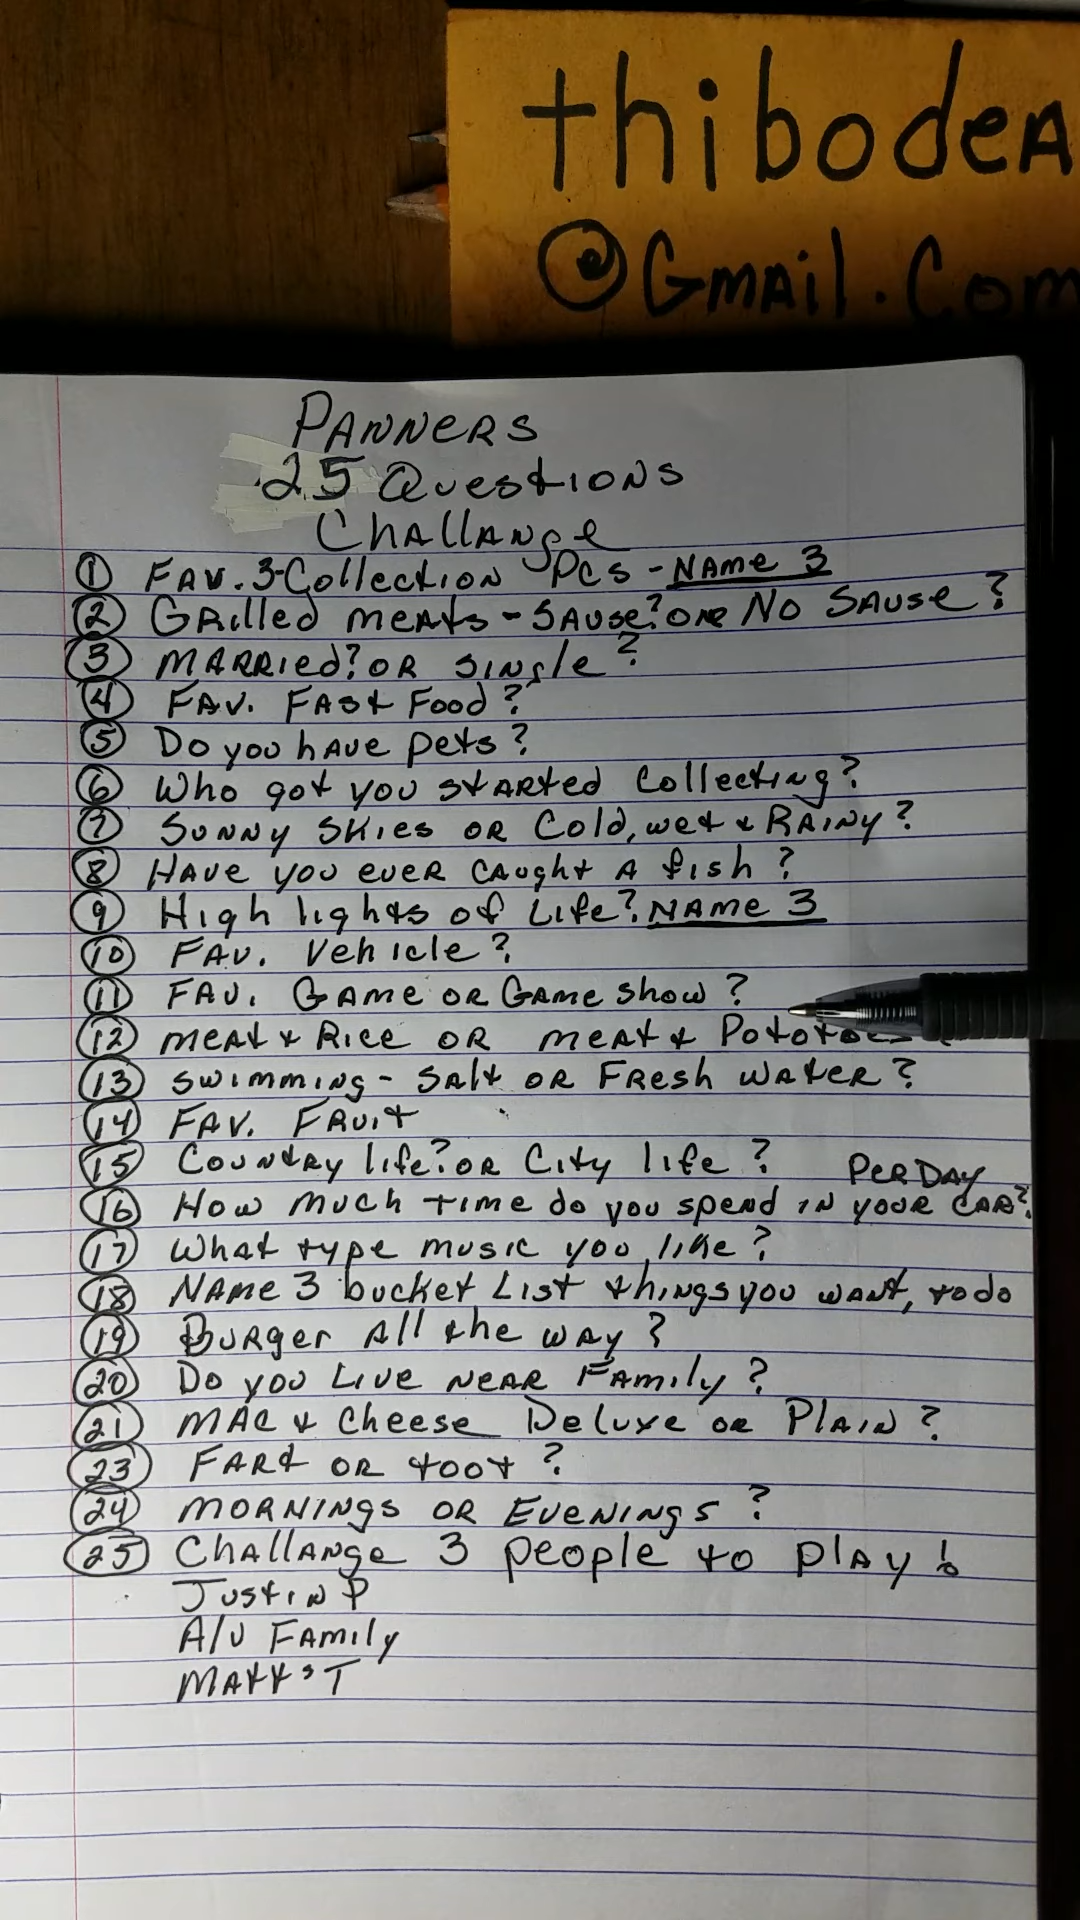 thibodeA
@Gmail.com
Panners
25 Questions
Challange
1 Fav. 3-Collection Pcs - Name 3
2 Grilled meats - Sause? or No Sause?
3 Married? or single?
4 Fav. Fast Food?
5 Do you have pets?
6 Who got you started collecting?
7 Sunny skies or Cold, wet & Rainy?
8 Have you ever caught a fish?
9 High lights of Life? Name 3
10 Fav. Vehicle?
11 Fav. Game or Game show?
12 meat & Rice or meat &
13 swimming - Salt or Fresh water?
14 Fav. Fruit
15 Country life? or City life?
Per Day
16 How much time do you spend in your car?
17 What type music you like?
18 Name 3 bucket List things you want, to do
19 Burger All the way?
20 Do you Live near Family?
21 Mac & Cheese Deluxe or Plain?
23 Fart or toot?
24 mornings or Evenings?
25 Challange 3 people to play!
Justin P
A/U Family